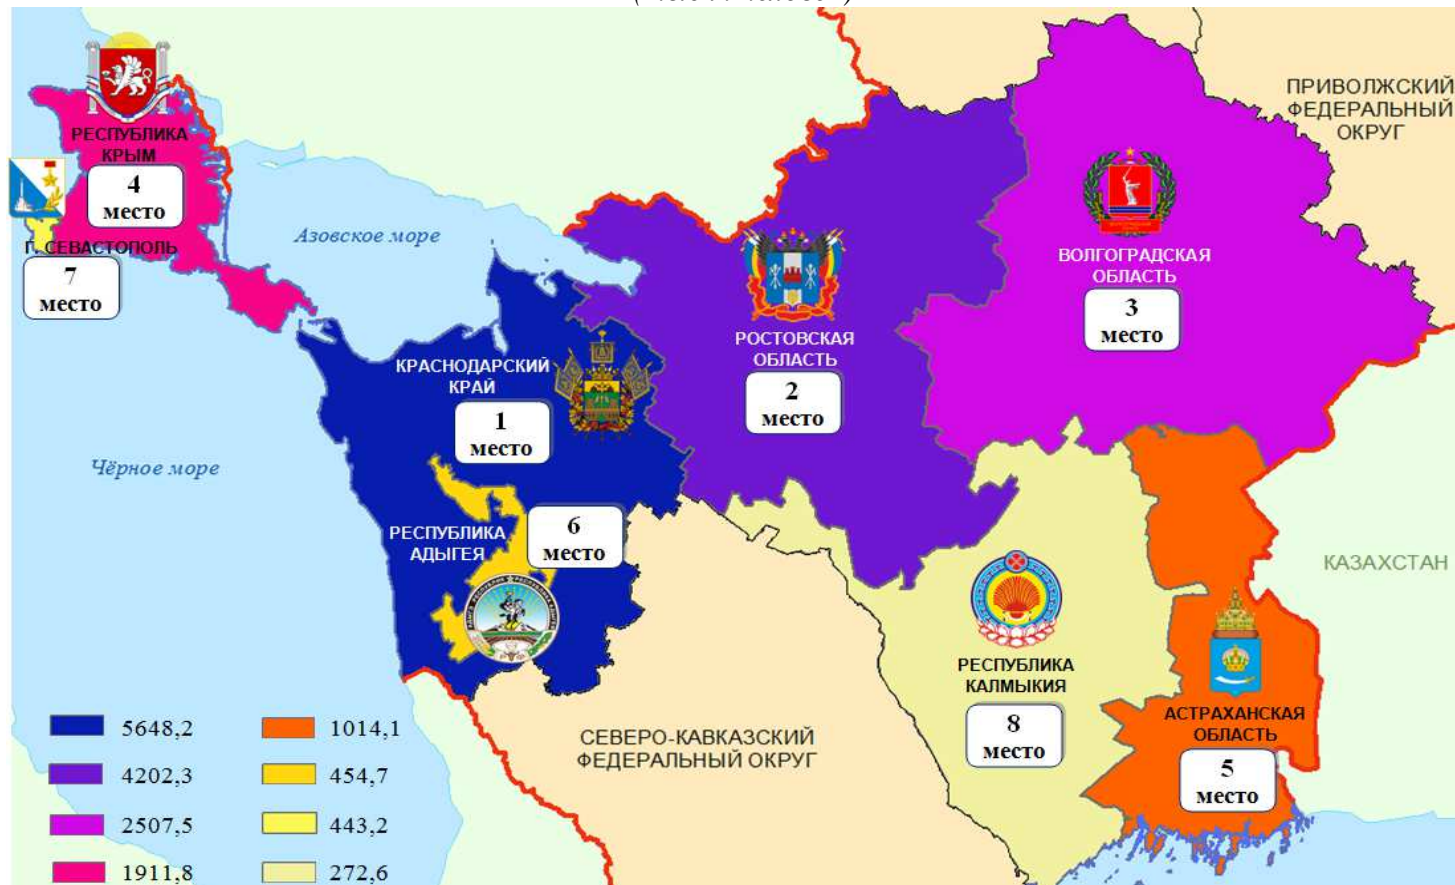 РЕСПУБЛИКА
КРЫМ
4
место
Г. СЕВАСТОПОЛЬ
7
место
Азовское море
ПРИВОЛЖСКИЙ
ФЕДЕРАЛЬНЫЙ
ОКРУГ
ВОЛГОГРАДСКАЯ
ОБЛАСТЬ
3
место
РОСТОВСКАЯ
ОБЛАСТЬ
2
место
КРАСНОДАРСКИЙ
КРАЙ
1
место
Чёрное море
РЕСПУБЛИКА
АДЫГЕЯ
6
место
КАЗАХСТАН
РЕСПУБЛИКА
КАЛМЫКИЯ
8
место
АСТРАХАНСКАЯ
ОБЛАСТЬ
5
место
СЕВЕРО-КАВКАЗСКИЙ
ФЕДЕРАЛЬНЫЙ ОКРУГ
5648,2
4202,3
2507,5
1911,8
1014,1
454,7
443,2
272,6